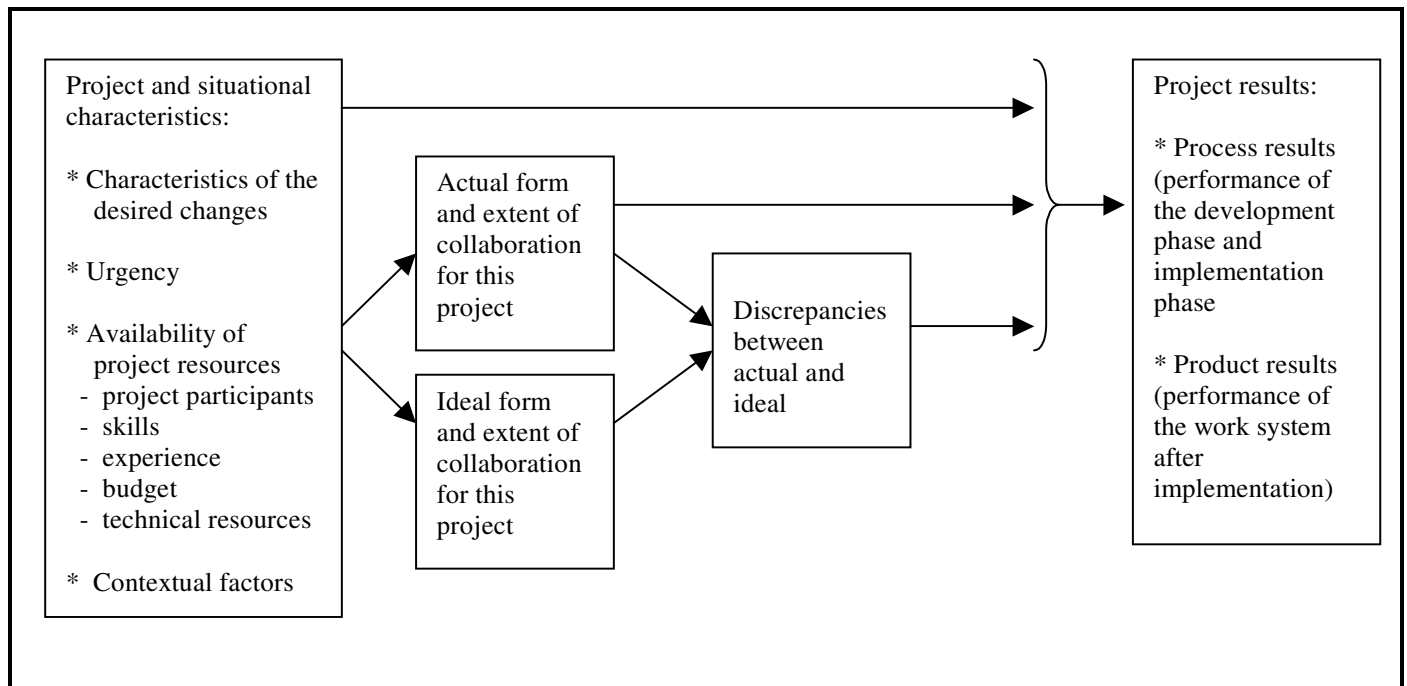 Project and situational
characteristics:
* Characteristics of the
desired changes
* Urgency
* Availability of
project resources
- project participants
- skills
- experience
- budget
- technical resources
* Contextual factors
Actual form
and extent of
collaboration
for this
project
Ideal form
and extent of
collaboration
for this
project
Discrepancies
between
actual and
ideal
Project results:
* Process results
(performance of
the development
phase and
implementation
phase
* Product results
(performance of
the work system
after
implementation)